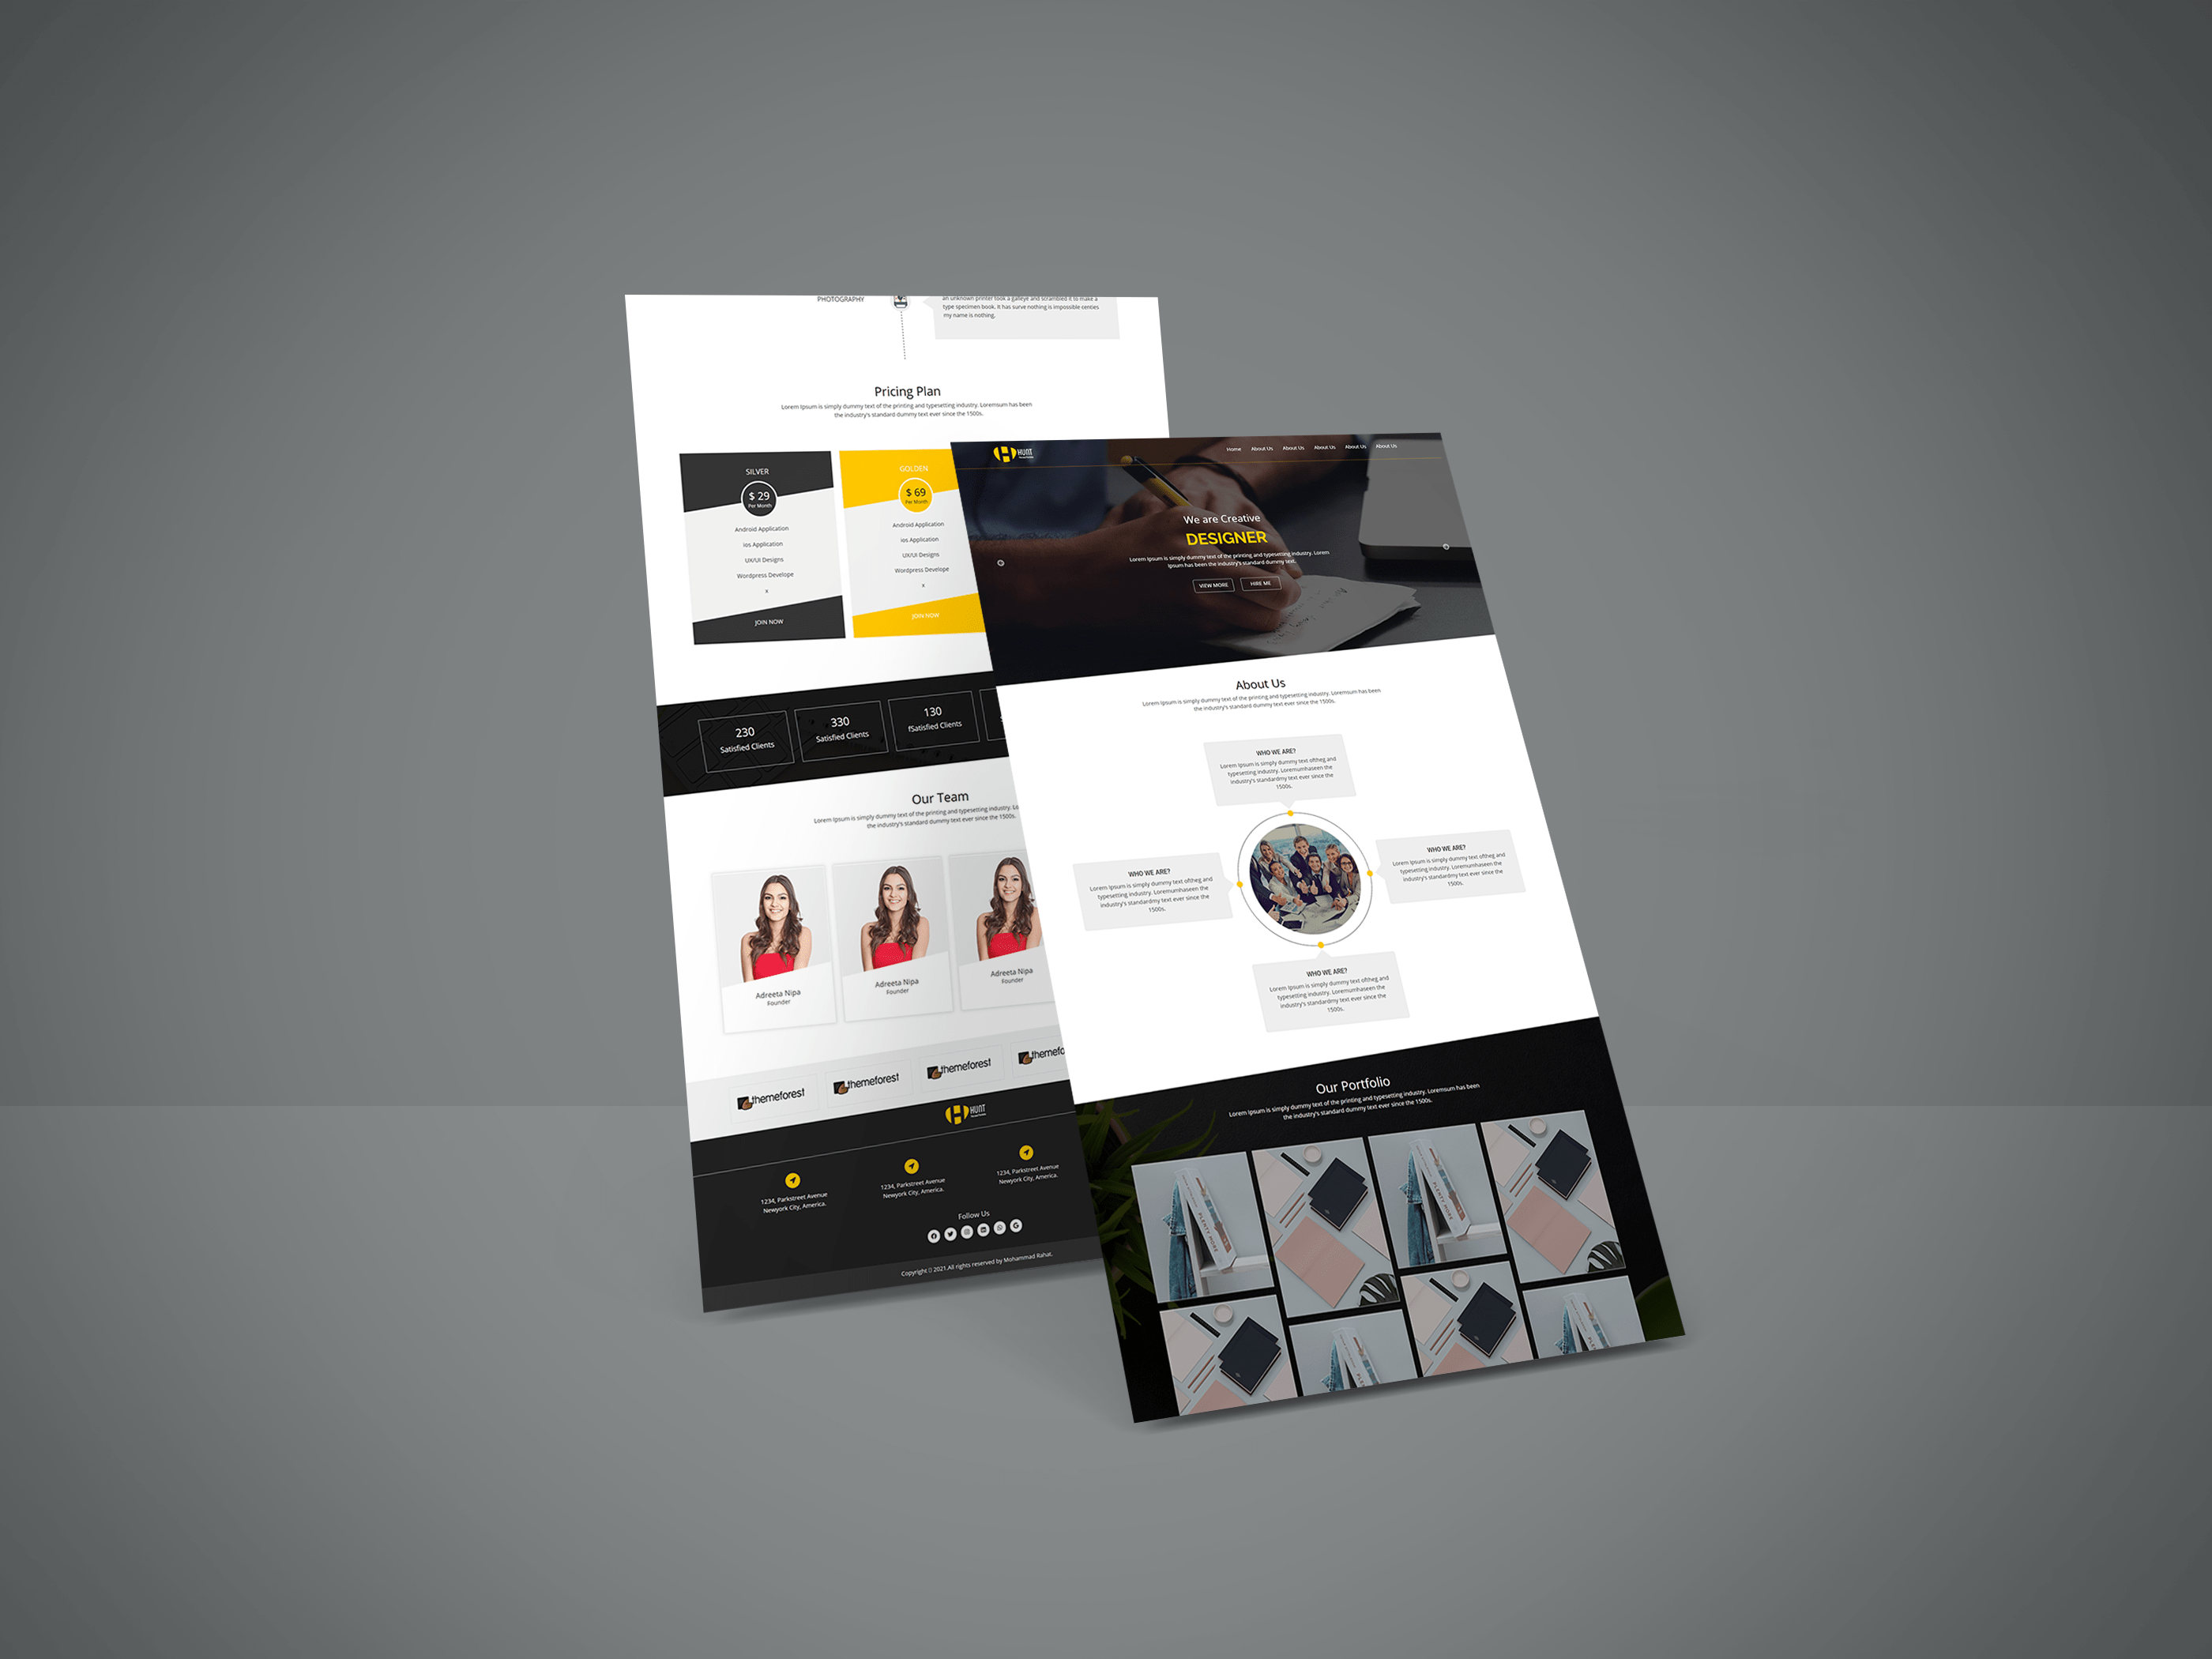 PHOTOGRAPHY
an unknown printer took a galleye and scrambled it to make a
type specimen book. It has surve nothing is impossible centies
my name is nothing.
Pricing Plan
Lorem Ipsum is simply dummy text of the printing and typesetting industry. Loremsum has been
the industry's standard dummy text ever since the 1500s.
SILVER
$ 29
Per Month
Android Application
ios Application
UX/UI Designs
Wordpress Develope
x
JOIN NOW
GOLDEN
$ 69
Per Month
Android Application
ios Application
UX/UI Designs
Wordpress Develope
x
JOIN NOW
230
Satisfied Clients
330
Satisfied Clients
130
fSatisfied Clients
Our Team
Lorem Ipsum is simply dummy text of the printing and typesetting industry. Lo
the industry's standard dummy text ever since the 1500s.
Adreeta Nipa
Founder
Adreeta Nipa
Founder
Adreeta Nipa
Founder
themeforest
themeforest
themeforest
themefo
HUNT
1234, Parkstreet Avenue
Newyork City, America.
1234, Parkstreet Avenue
Newyork City, America.
1234, Parkstreet Avenue
Newyork City, America.
Follow Us
Copyright 2021.All rights reserved by Mohammad Rahat.
HUNT
Home About Us About Us About Us About Us About Us
We are Creative
DESIGNER
Lorem Ipsum is simply dummy text of the printing and typesetting industry. Lorem
Ipsum has been the industry's standard dummy text.
VIEW MORE HIRE ME
About Us
Lorem Ipsum is simply dummy text of the printing and typesetting industry. Loremsum has been
the industry's standard dummy text ever since the 1500s.
WHO WE ARE?
Lorem Ipsum is simply dummy text oftheg and
typesetting industry. Loremumhaseen the
industry's standardmy text ever since the
1500s.
WHO WE ARE?
Lorem Ipsum is simply dummy text oftheg and
typesetting industry. Loremumhaseen the
industry's standardmy text ever since the
1500s.
WHO WE ARE?
Lorem Ipsum is simply dummy text oftheg and
typesetting industry. Loremumhaseen the
industry's standardmy text ever since the
1500s.
WHO WE ARE?
Lorem Ipsum is simply dummy text oftheg and
typesetting industry. Loremumhaseen the
industry's standardmy text ever since the
1500s.
Our Portfolio
Lorem Ipsum is simply dummy text of the printing and typesetting industry. Loremsum has been
the industry's standard dummy text ever since the 1500s.
PLENTY MORE
PLENTY MORE